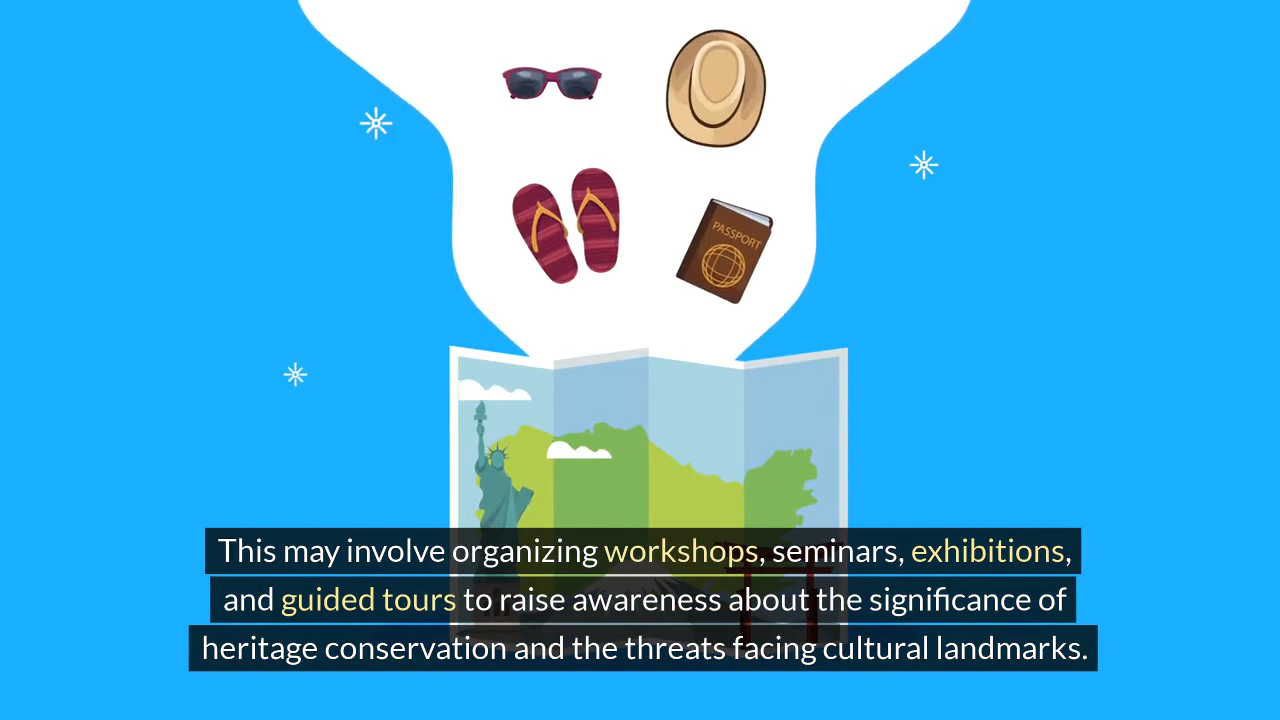 PASSPORT
This may involve organizing workshops, seminars, exhibitions,
and guided tours to raise awareness about the significance of
heritage conservation and the threats facing cultural landmarks.